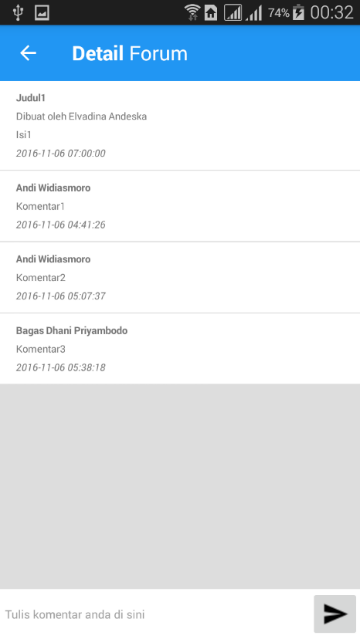 74% 00:32
Detail Forum
Judul1
Dibuat oleh Elvadina Andeska
Isi1
2016-11-06 07:00:00
Andi Widiasmoro
Komentar1
2016-11-06 04:41:26
Andi Widiasmoro
Komentar2
2016-11-06 05:07:37
Bagas Dhani Priyambodo
Komentar3
2016-11-06 05:38:18
Tulis komentar anda di sini